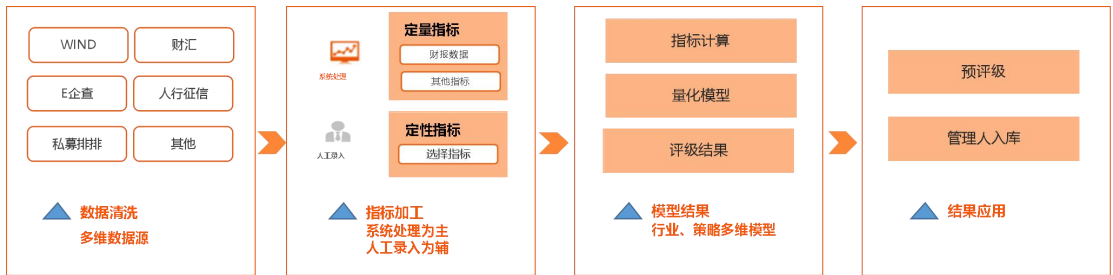 WIND
财汇
E企查
人行征信
私募排排
其他
数据清洗
多维数据源
系统处理
定量指标
财报数据
其他指标
人工录入
定性指标
选择指标
指标加工
系统处理为主
人工录入为辅
指标计算
量化模型
评级结果
模型结果
行业、策略多维模型
预评级
管理人入库
结果应用